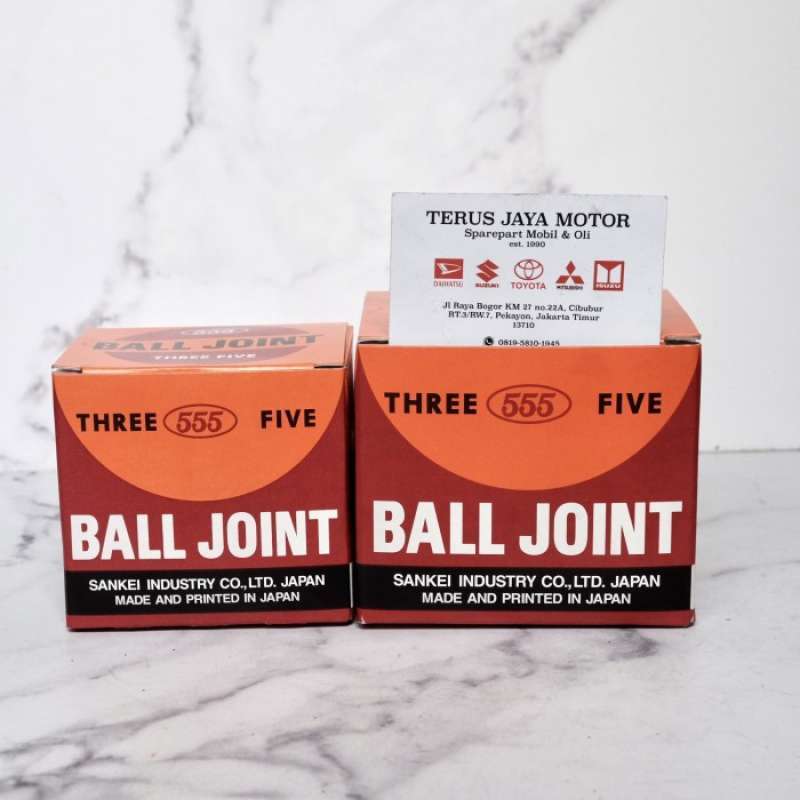 TERUS JAYA MOTOR
Sparepart Mobil & Oli
est. 1990
DAIHATSU SUZUKI TOYOTA MITSUBISHI ISUZU
Jl Raya Bogor KM 27 no.22A, Cibubur
RT.3/RW.7, Pekayon, Jakarta Timur
13710
0819-5810-1945
555
BALL JOINT
THREE FIVE
THREE 555 FIVE
BALL JOINT
SANKEI INDUSTRY CO.,LTD. JAPAN
MADE AND PRINTED IN JAPAN
THREE 555 FIVE
BALL JOINT
SANKEI INDUSTRY CO.,LTD. JAPAN
MADE AND PRINTED IN JAPAN